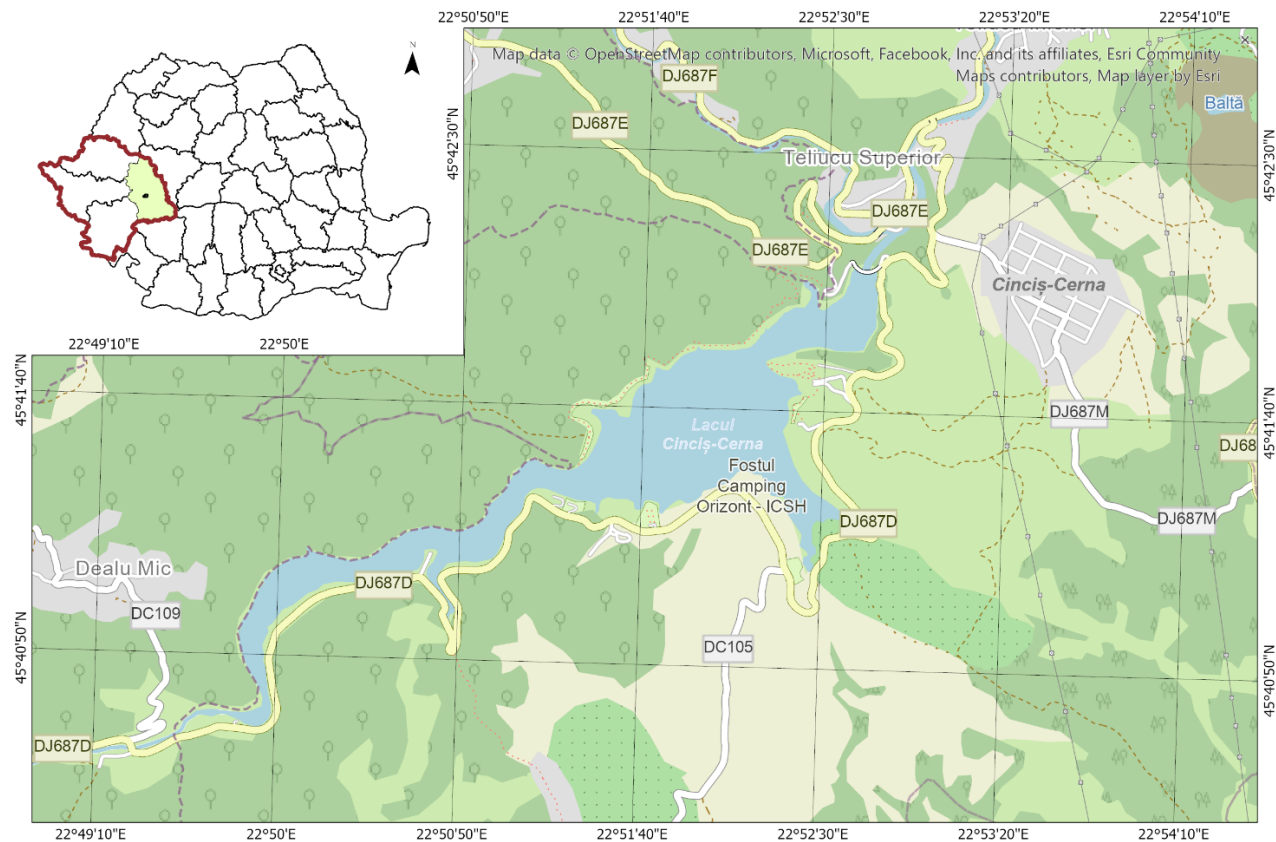 22°50'50"E 22°51'40"E 22°52'30"E 22°53'20"E 22°54'10"E
N
Map data © OpenStreetMap contributors, Microsoft, Facebook, Inc. and its affiliates, Esri Community
Maps contributors, Map layer by Esri
DJ687F
Baltă
DJ687E
45°42'30"N
45°42'30"N
Teliucu Superior
DJ687E
DJ687E
Cinciș-Cerna
22°49'10"E 22°50'E
45°41'40"N
45°41'40"N
DJ687M
Lacul
Cinciș-Cerna
DJ68
Fostul
Camping
Orizont - ICSH
DJ687D
DJ687M
Dealu Mic
DJ687D
DC109
DC105
45°40'50"N
45°40'50"N
DJ687D
22°49'10"E 22°50'E 22°50'50"E 22°51'40"E 22°52'30"E 22°53'20"E 22°54'10"E